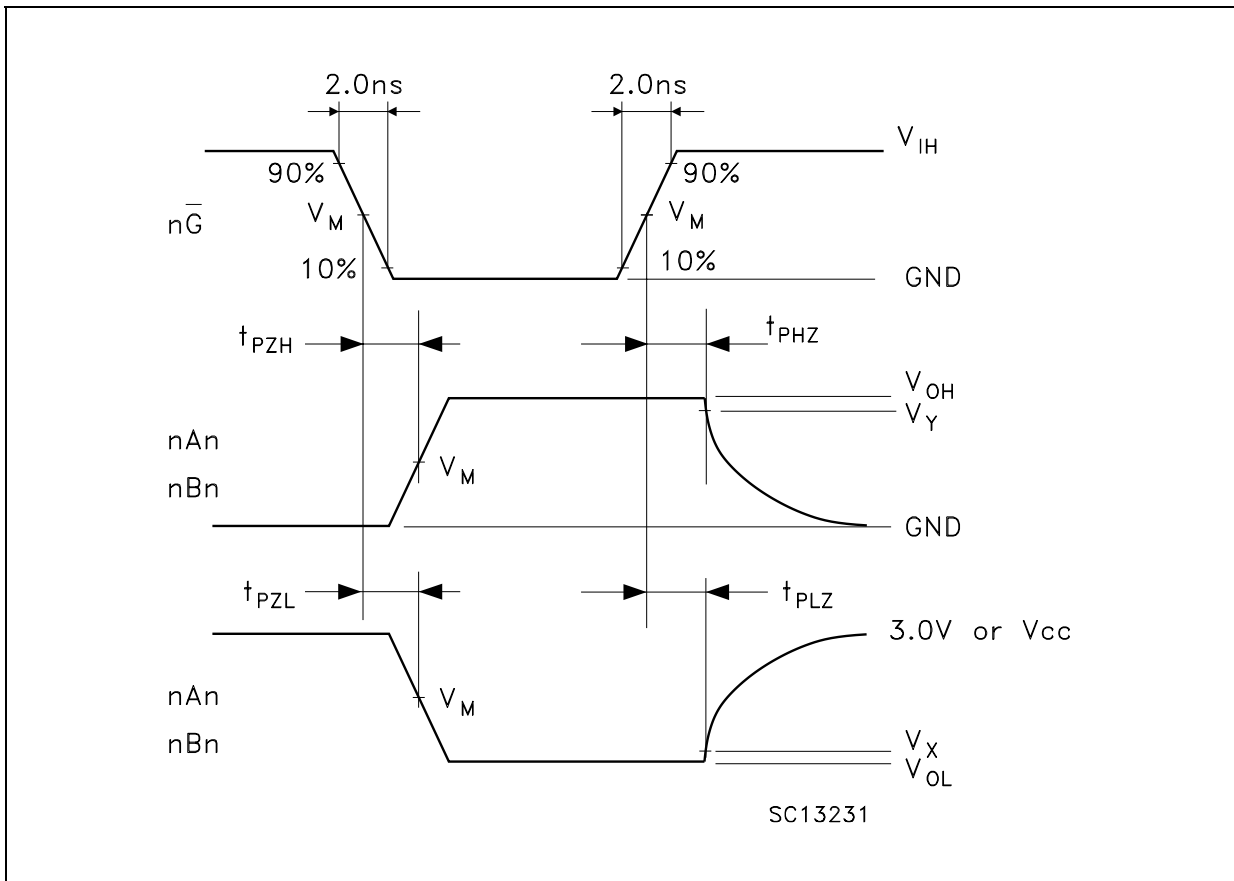 2.0ns 2.0ns
V_IH
90% 90%
nG̅ V_M V_M
10% 10%
GND
t_PZH t_PHZ
V_OH
V_Y
nAn
V_M
nBn
GND
t_PZL t_PLZ
3.0V or Vcc
nAn V_M
nBn
V_X
V_OL
SC13231